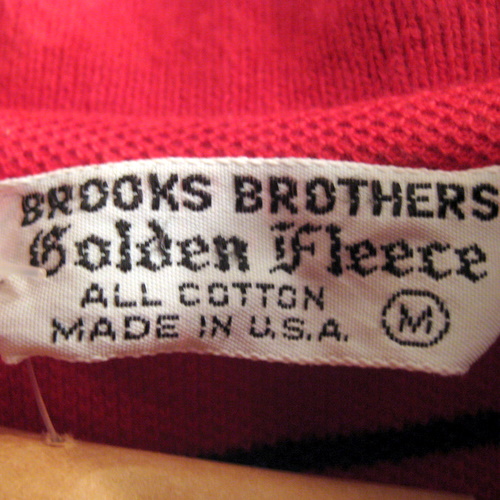 BROOKS BROTHERS
Golden Fleece
ALL COTTON
MADE IN U.S.A. M